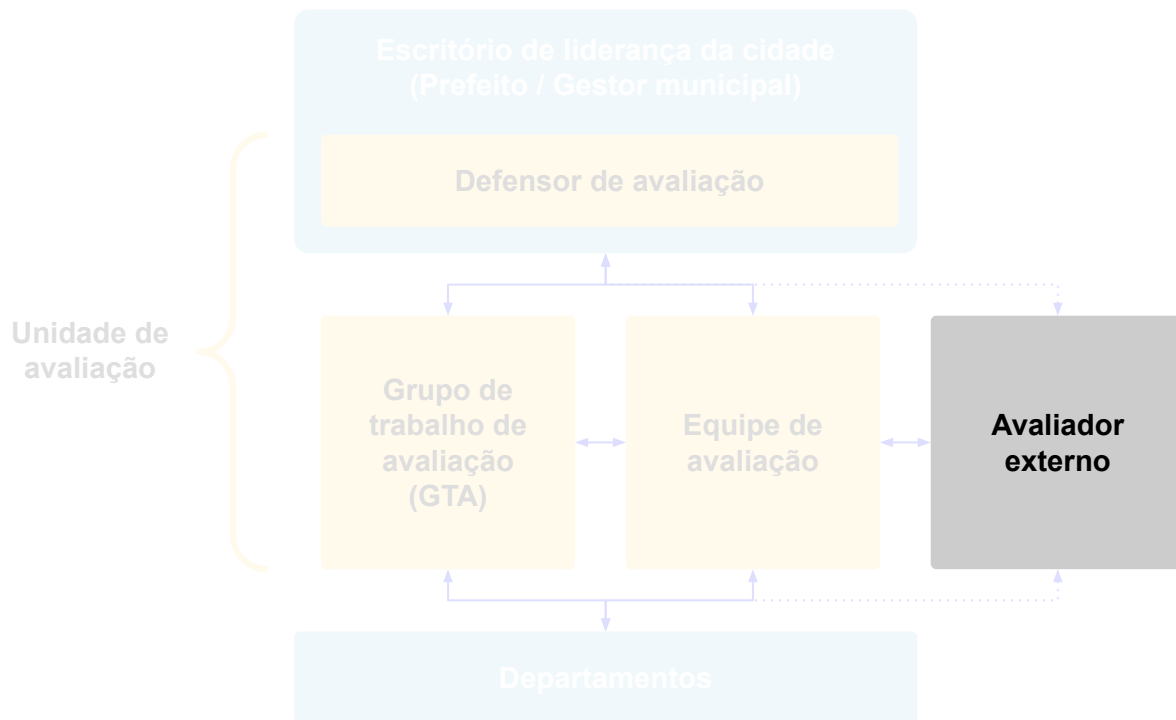 Escritório de liderança da cidade
(Prefeito / Gestor municipal)
Defensor de avaliação
Unidade de
avaliação
Grupo de
trabalho de
avaliação
(GTA)
Equipe de
avaliação
Avaliador
externo
Departamentos